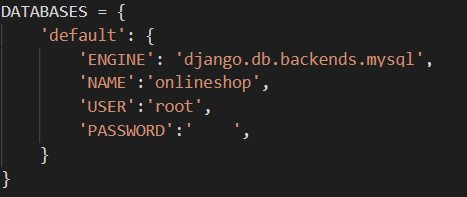 DATABASES = {
    'default': {
        'ENGINE': 'django.db.backends.mysql',
        'NAME':'onlineshop',
        'USER':'root',
        'PASSWORD':'    ',
    }
}